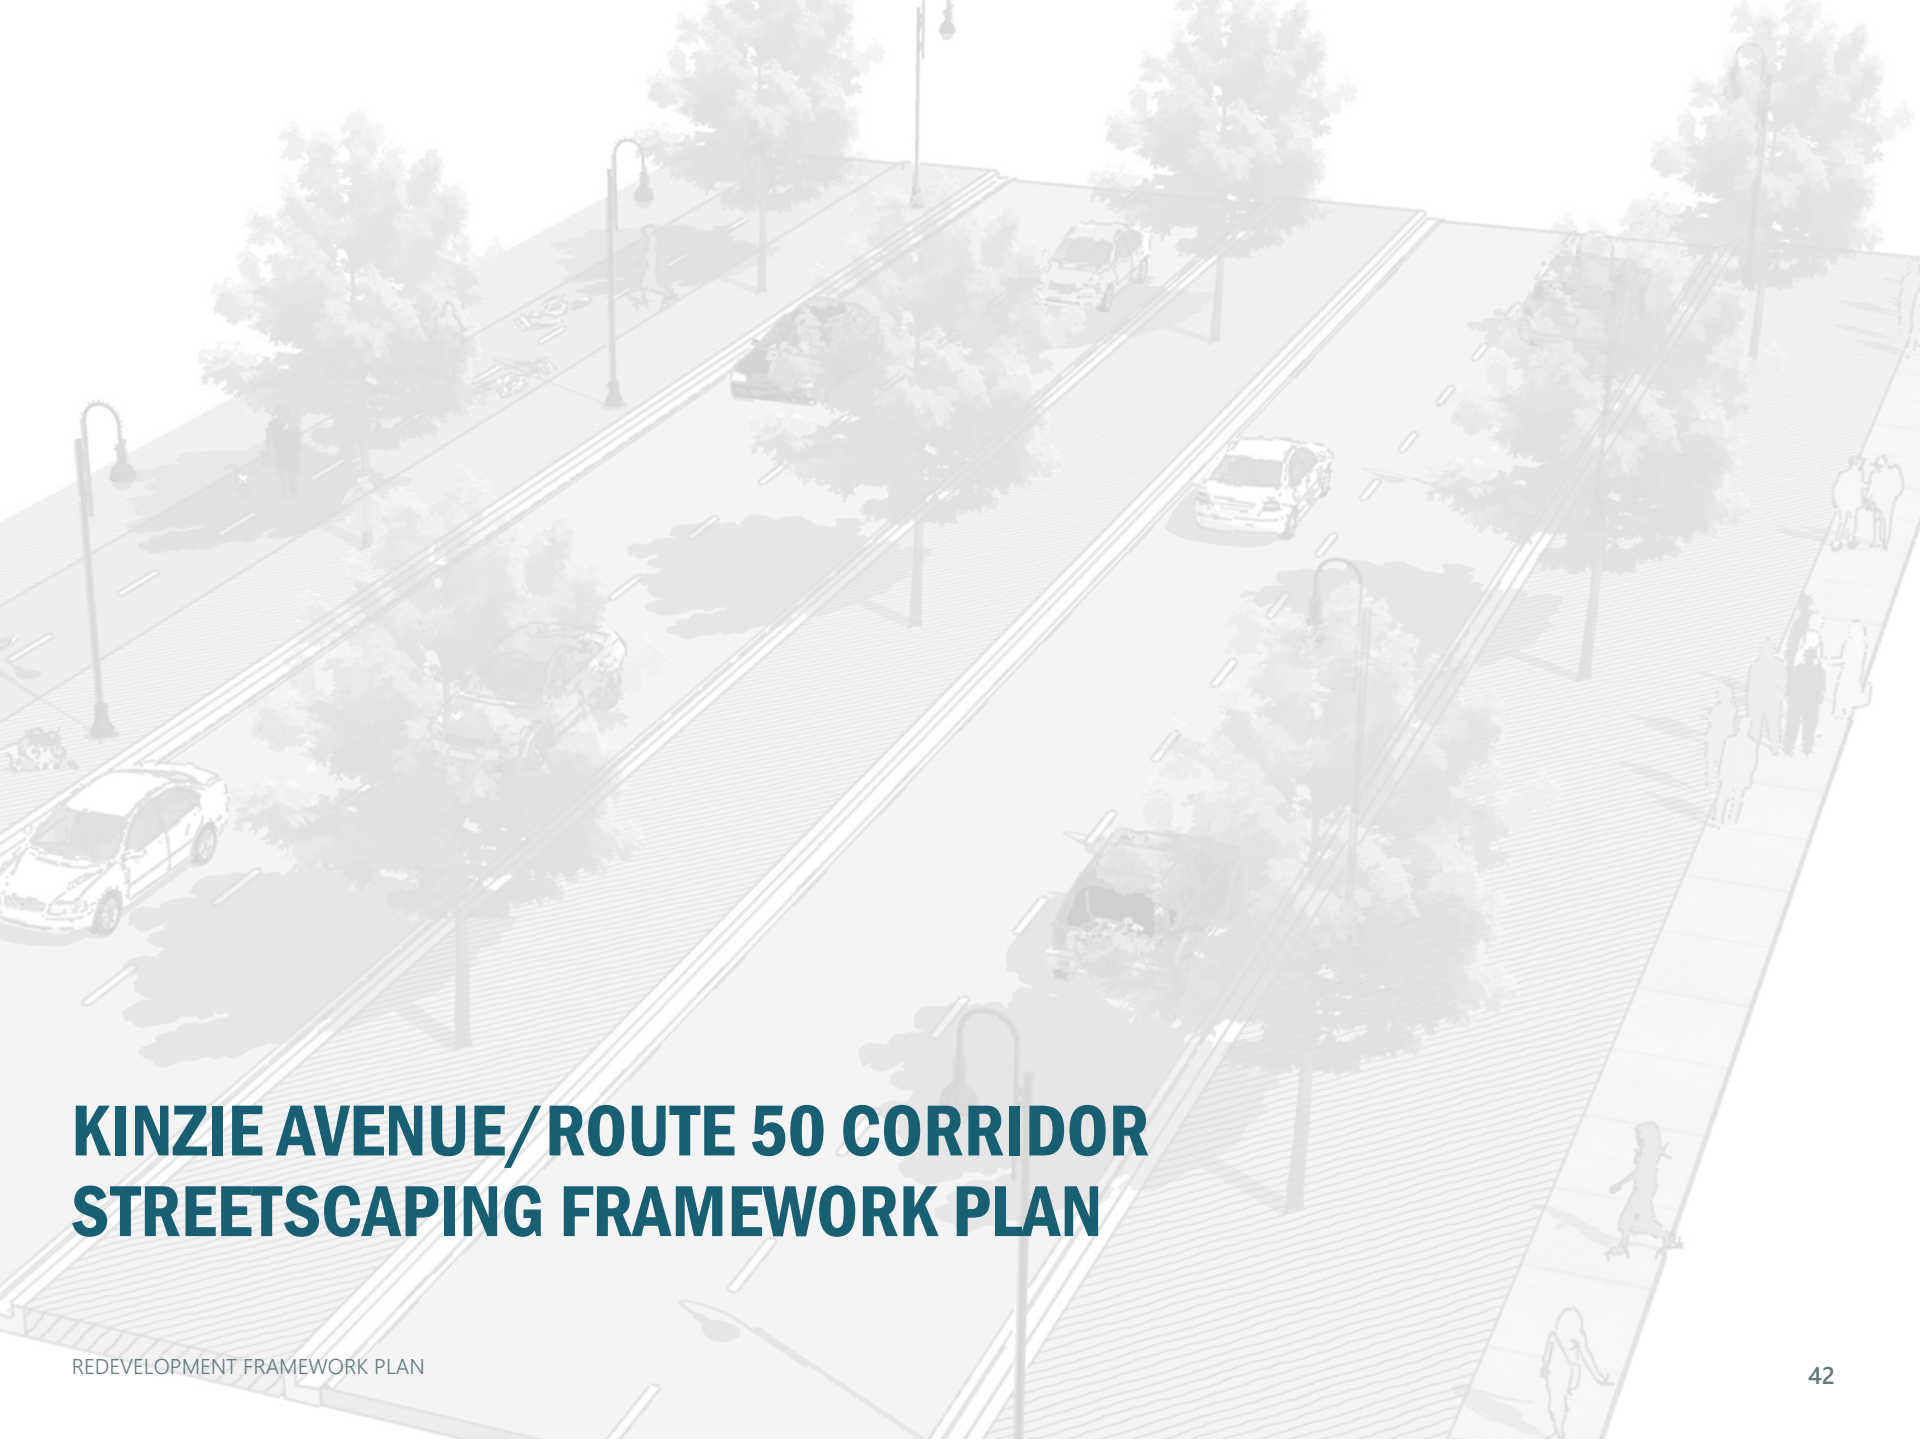 KINZIE AVENUE/ROUTE 50 CORRIDOR
STREETSCAPING FRAMEWORK PLAN
REDEVELOPMENT FRAMEWORK PLAN
42